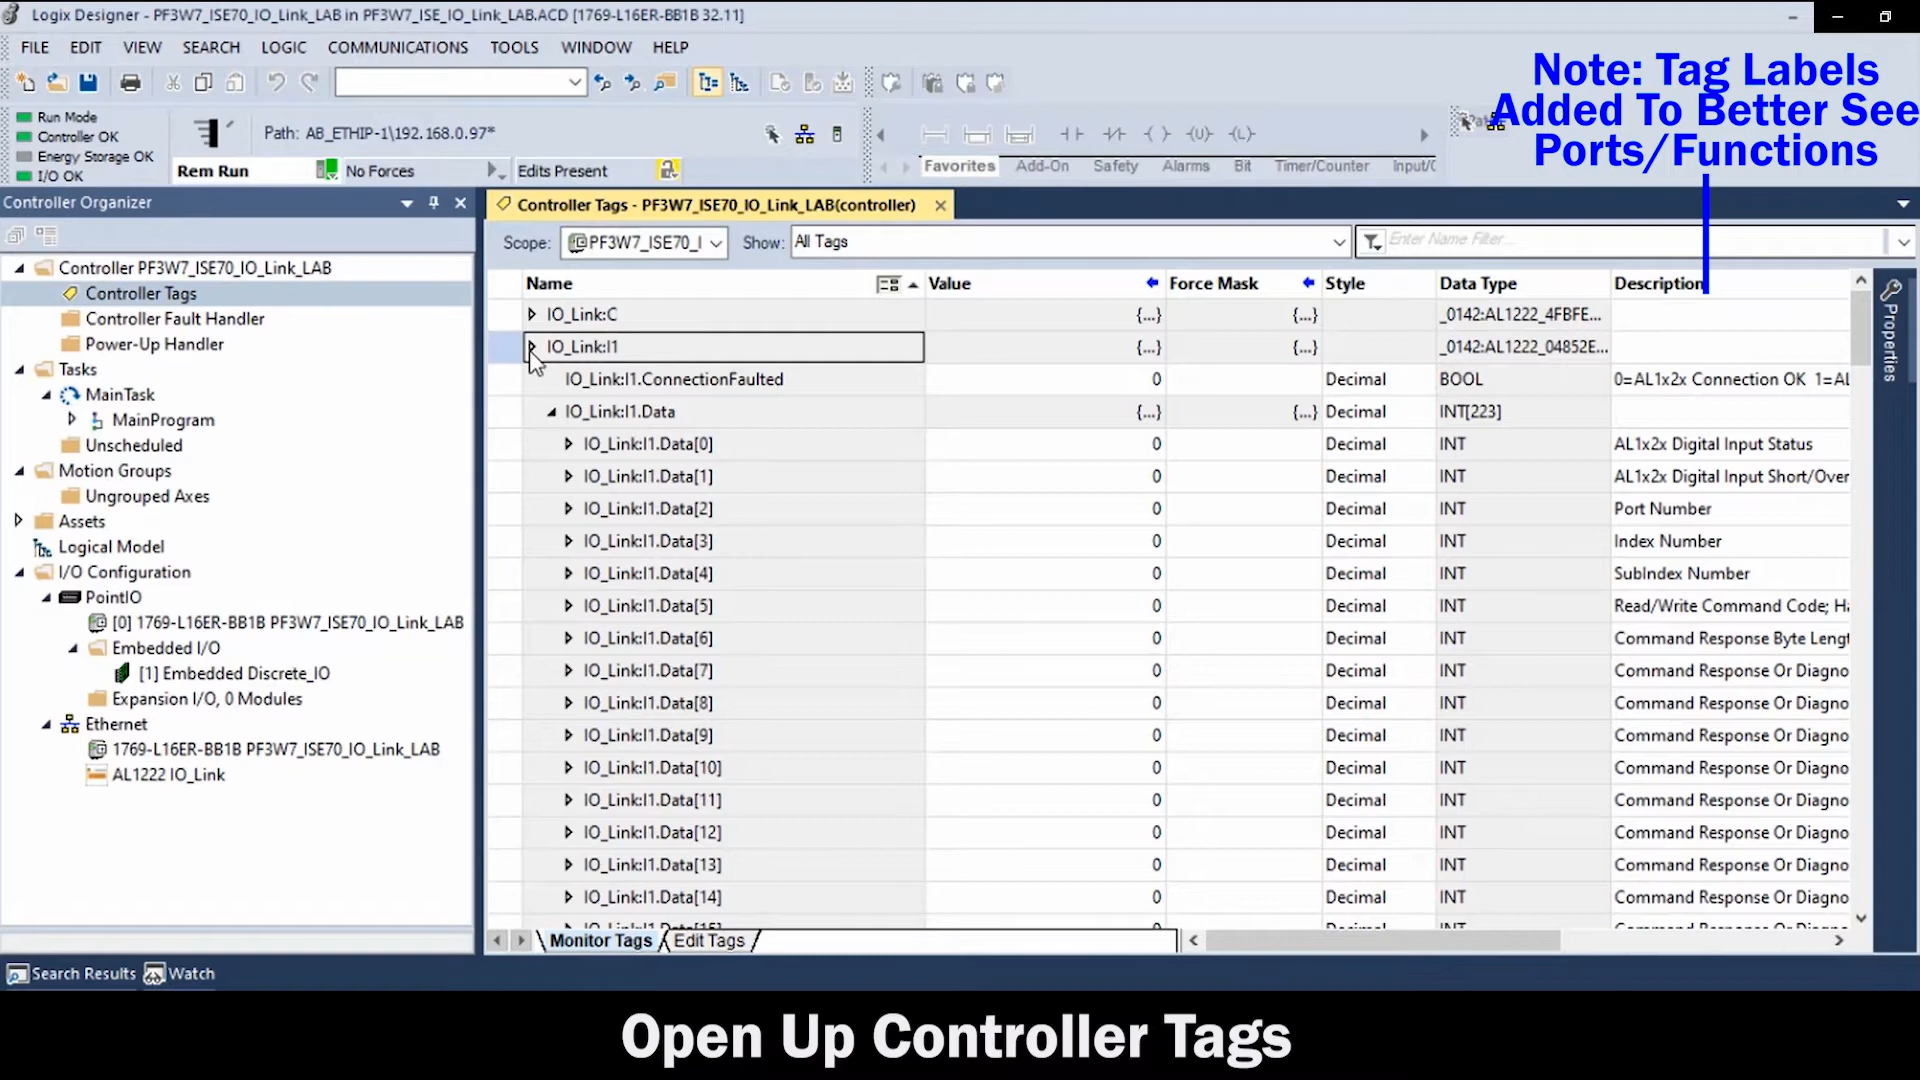 Logix Designer - PF3W7_ISE70_IO_Link_LAB in PF3W7_ISE_IO_Link_LAB.ACD [1769-L16ER-BB1B 32.11]
FILE EDIT VIEW SEARCH LOGIC COMMUNICATIONS TOOLS WINDOW HELP
Note: Tag Labels
Added To Better See
Ports/Functions
Run Mode
Controller OK
Energy Storage OK
I/O OK
Path: AB_ETHIP-1\192.168.0.97*
Rem Run No Forces Edits Present
Favorites Add-On Safety Alarms Bit Timer/Counter Input/
Controller Organizer
Controller PF3W7_ISE70_IO_Link_LAB
Controller Tags
Controller Fault Handler
Power-Up Handler
Tasks
MainTask
MainProgram
Unscheduled
Motion Groups
Ungrouped Axes
Assets
Logical Model
I/O Configuration
PointIO
[0] 1769-L16ER-BB1B PF3W7_ISE70_IO_Link_LAB
Embedded I/O
[1] Embedded Discrete_IO
Expansion I/O, 0 Modules
Ethernet
1769-L16ER-BB1B PF3W7_ISE70_IO_Link_LAB
AL1222 IO_Link
Controller Tags - PF3W7_ISE70_IO_Link_LAB(controller)
Scope: PF3W7_ISE70_I Show: All Tags Enter Name Filter...
Name Value Force Mask Style Data Type Description
IO_Link:C {...} {...} _0142:AL1222_4FBFE...
IO_Link:I1 {...} {...} _0142:AL1222_04852E...
IO_Link:I1.ConnectionFaulted 0 Decimal BOOL 0=AL1x2x Connection OK 1=AL
IO_Link:I1.Data {...} {...} Decimal INT[223]
IO_Link:I1.Data[0] 0 Decimal INT AL1x2x Digital Input Status
IO_Link:I1.Data[1] 0 Decimal INT AL1x2x Digital Input Short/Over
IO_Link:I1.Data[2] 0 Decimal INT Port Number
IO_Link:I1.Data[3] 0 Decimal INT Index Number
IO_Link:I1.Data[4] 0 Decimal INT SubIndex Number
IO_Link:I1.Data[5] 0 Decimal INT Read/Write Command Code; Ha
IO_Link:I1.Data[6] 0 Decimal INT Command Response Byte Lengt
IO_Link:I1.Data[7] 0 Decimal INT Command Response Or Diagno
IO_Link:I1.Data[8] 0 Decimal INT Command Response Or Diagno
IO_Link:I1.Data[9] 0 Decimal INT Command Response Or Diagno
IO_Link:I1.Data[10] 0 Decimal INT Command Response Or Diagno
IO_Link:I1.Data[11] 0 Decimal INT Command Response Or Diagno
IO_Link:I1.Data[12] 0 Decimal INT Command Response Or Diagno
IO_Link:I1.Data[13] 0 Decimal INT Command Response Or Diagno
IO_Link:I1.Data[14] 0 Decimal INT Command Response Or Diagno
Properties
Monitor Tags Edit Tags
Search Results Watch
Open Up Controller Tags